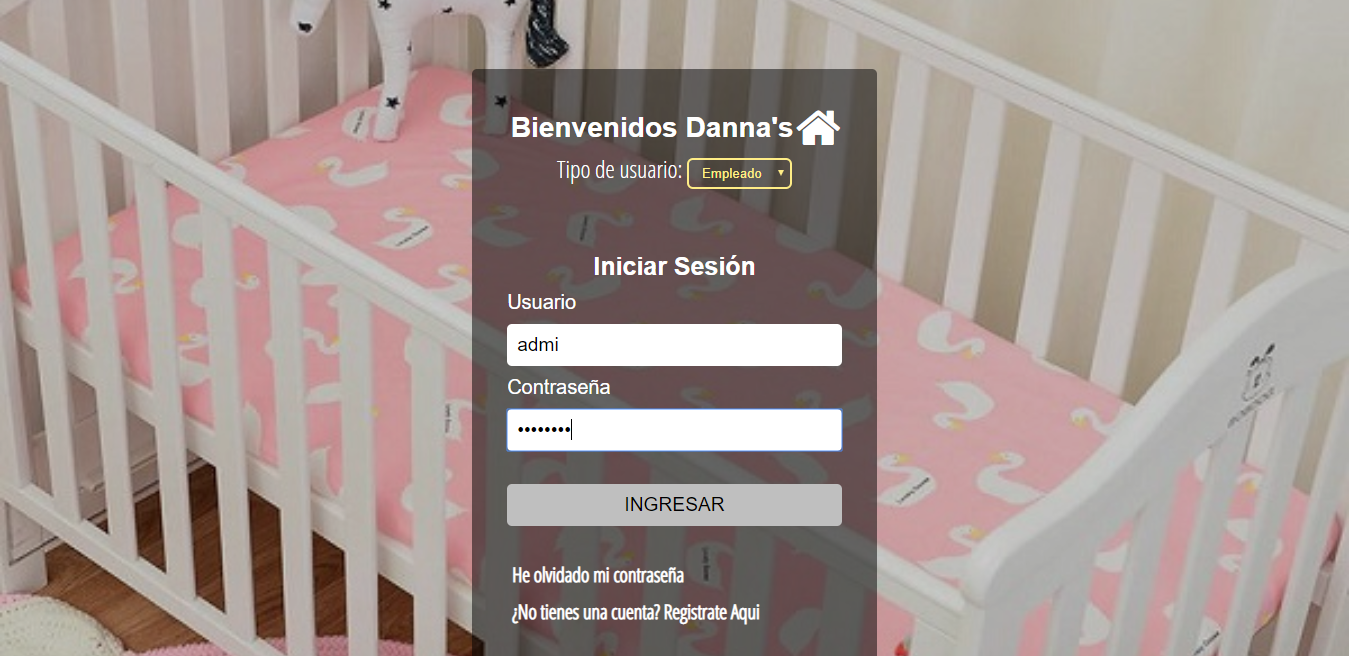 Bienvenidos Danna's
Tipo de usuario: Empleado
Iniciar Sesión
Usuario
admi
Contraseña
••••••••
INGRESAR
He olvidado mi contraseña
¿No tienes una cuenta? Registrate Aqui